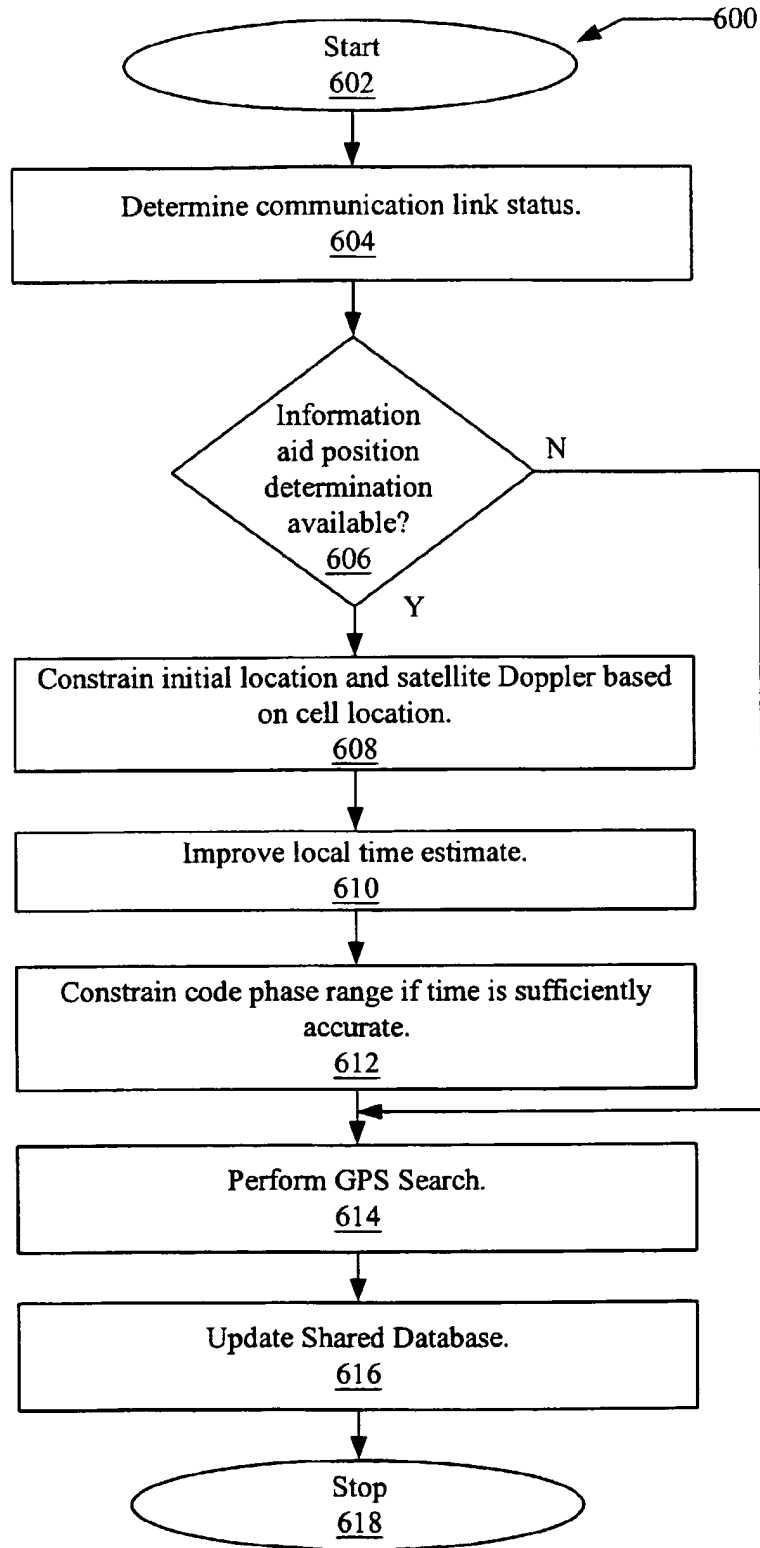 600
Start
602
Determine communication link status.
604
Information
aid position
determination
available?
606
N
Y
Constrain initial location and satellite Doppler based
on cell location.
608
Improve local time estimate.
610
Constrain code phase range if time is sufficiently
accurate.
612
Perform GPS Search.
614
Update Shared Database.
616
Stop
618